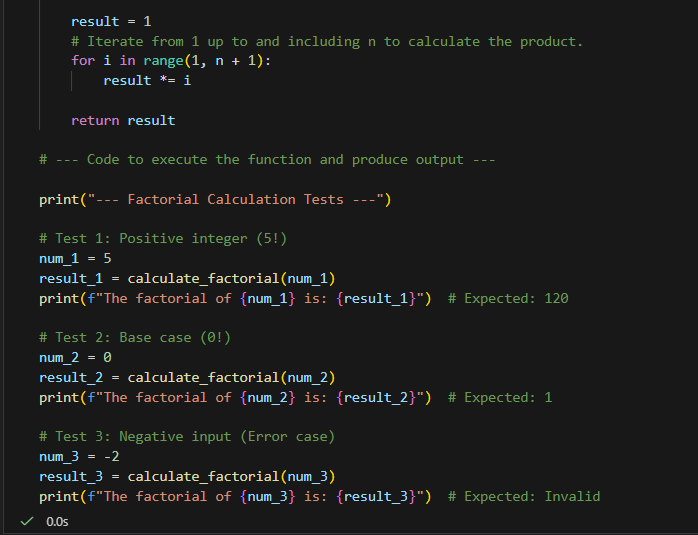 result = 1
# Iterate from 1 up to and including n to calculate the product.
for i in range(1, n + 1):
result *= i
return result
# --- Code to execute the function and produce output ---
print("--- Factorial Calculation Tests ---")
# Test 1: Positive integer (5!)
num_1 = 5
result_1 = calculate_factorial(num_1)
print(f"The factorial of {num_1} is: {result_1}")  # Expected: 120
# Test 2: Base case (0!)
num_2 = 0
result_2 = calculate_factorial(num_2)
print(f"The factorial of {num_2} is: {result_2}")  # Expected: 1
# Test 3: Negative input (Error case)
num_3 = -2
result_3 = calculate_factorial(num_3)
print(f"The factorial of {num_3} is: {result_3}")  # Expected: Invalid
0.0s